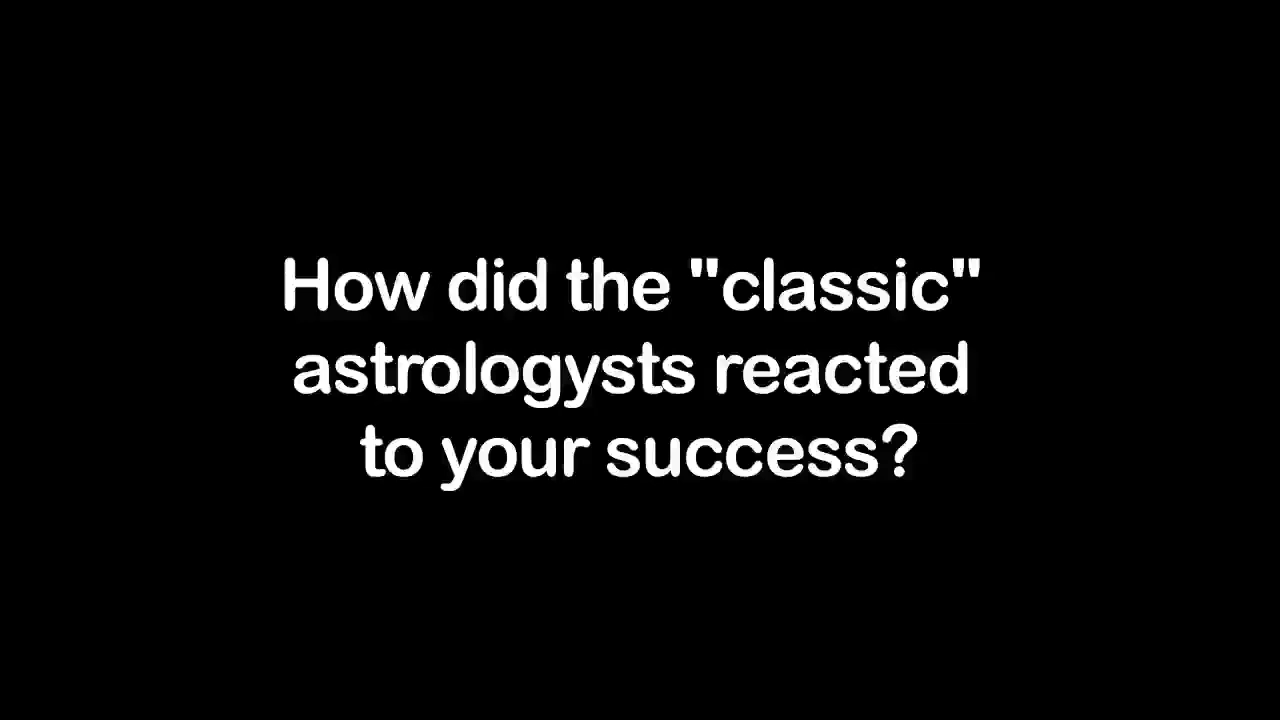 How did the "classic"
astrologysts reacted
to your success?